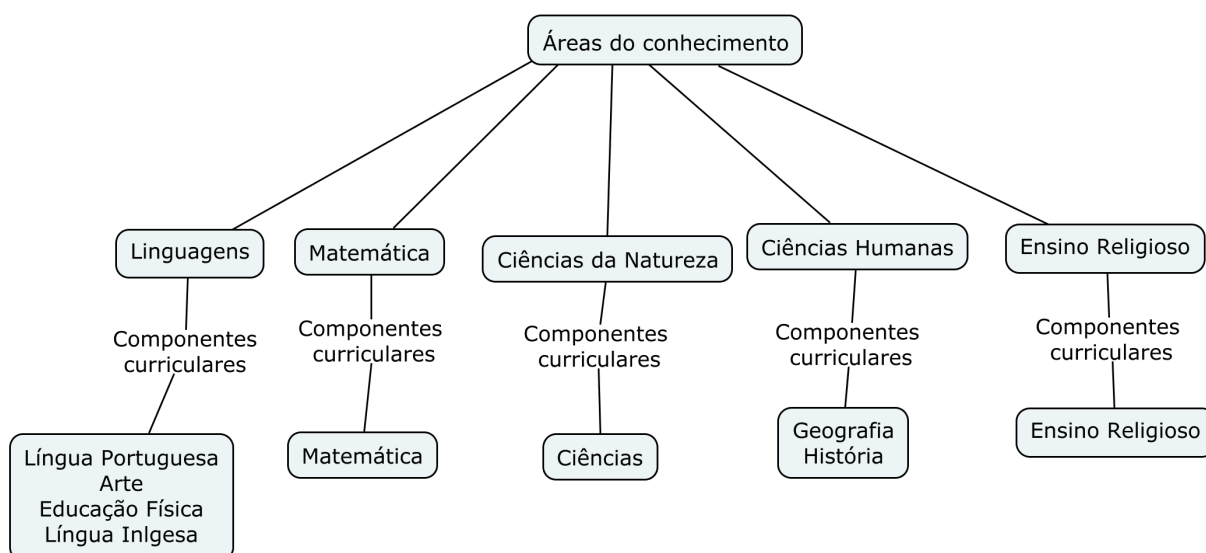 Áreas do conhecimento
Linguagens
Matemática
Ciências da Natureza
Ciências Humanas
Ensino Religioso
Componentes
curriculares
Componentes
curriculares
Componentes
curriculares
Componentes
curriculares
Componentes
curriculares
Língua Portuguesa
Arte
Educação Física
Língua Inlgesa
Matemática
Ciências
Geografia
História
Ensino Religioso